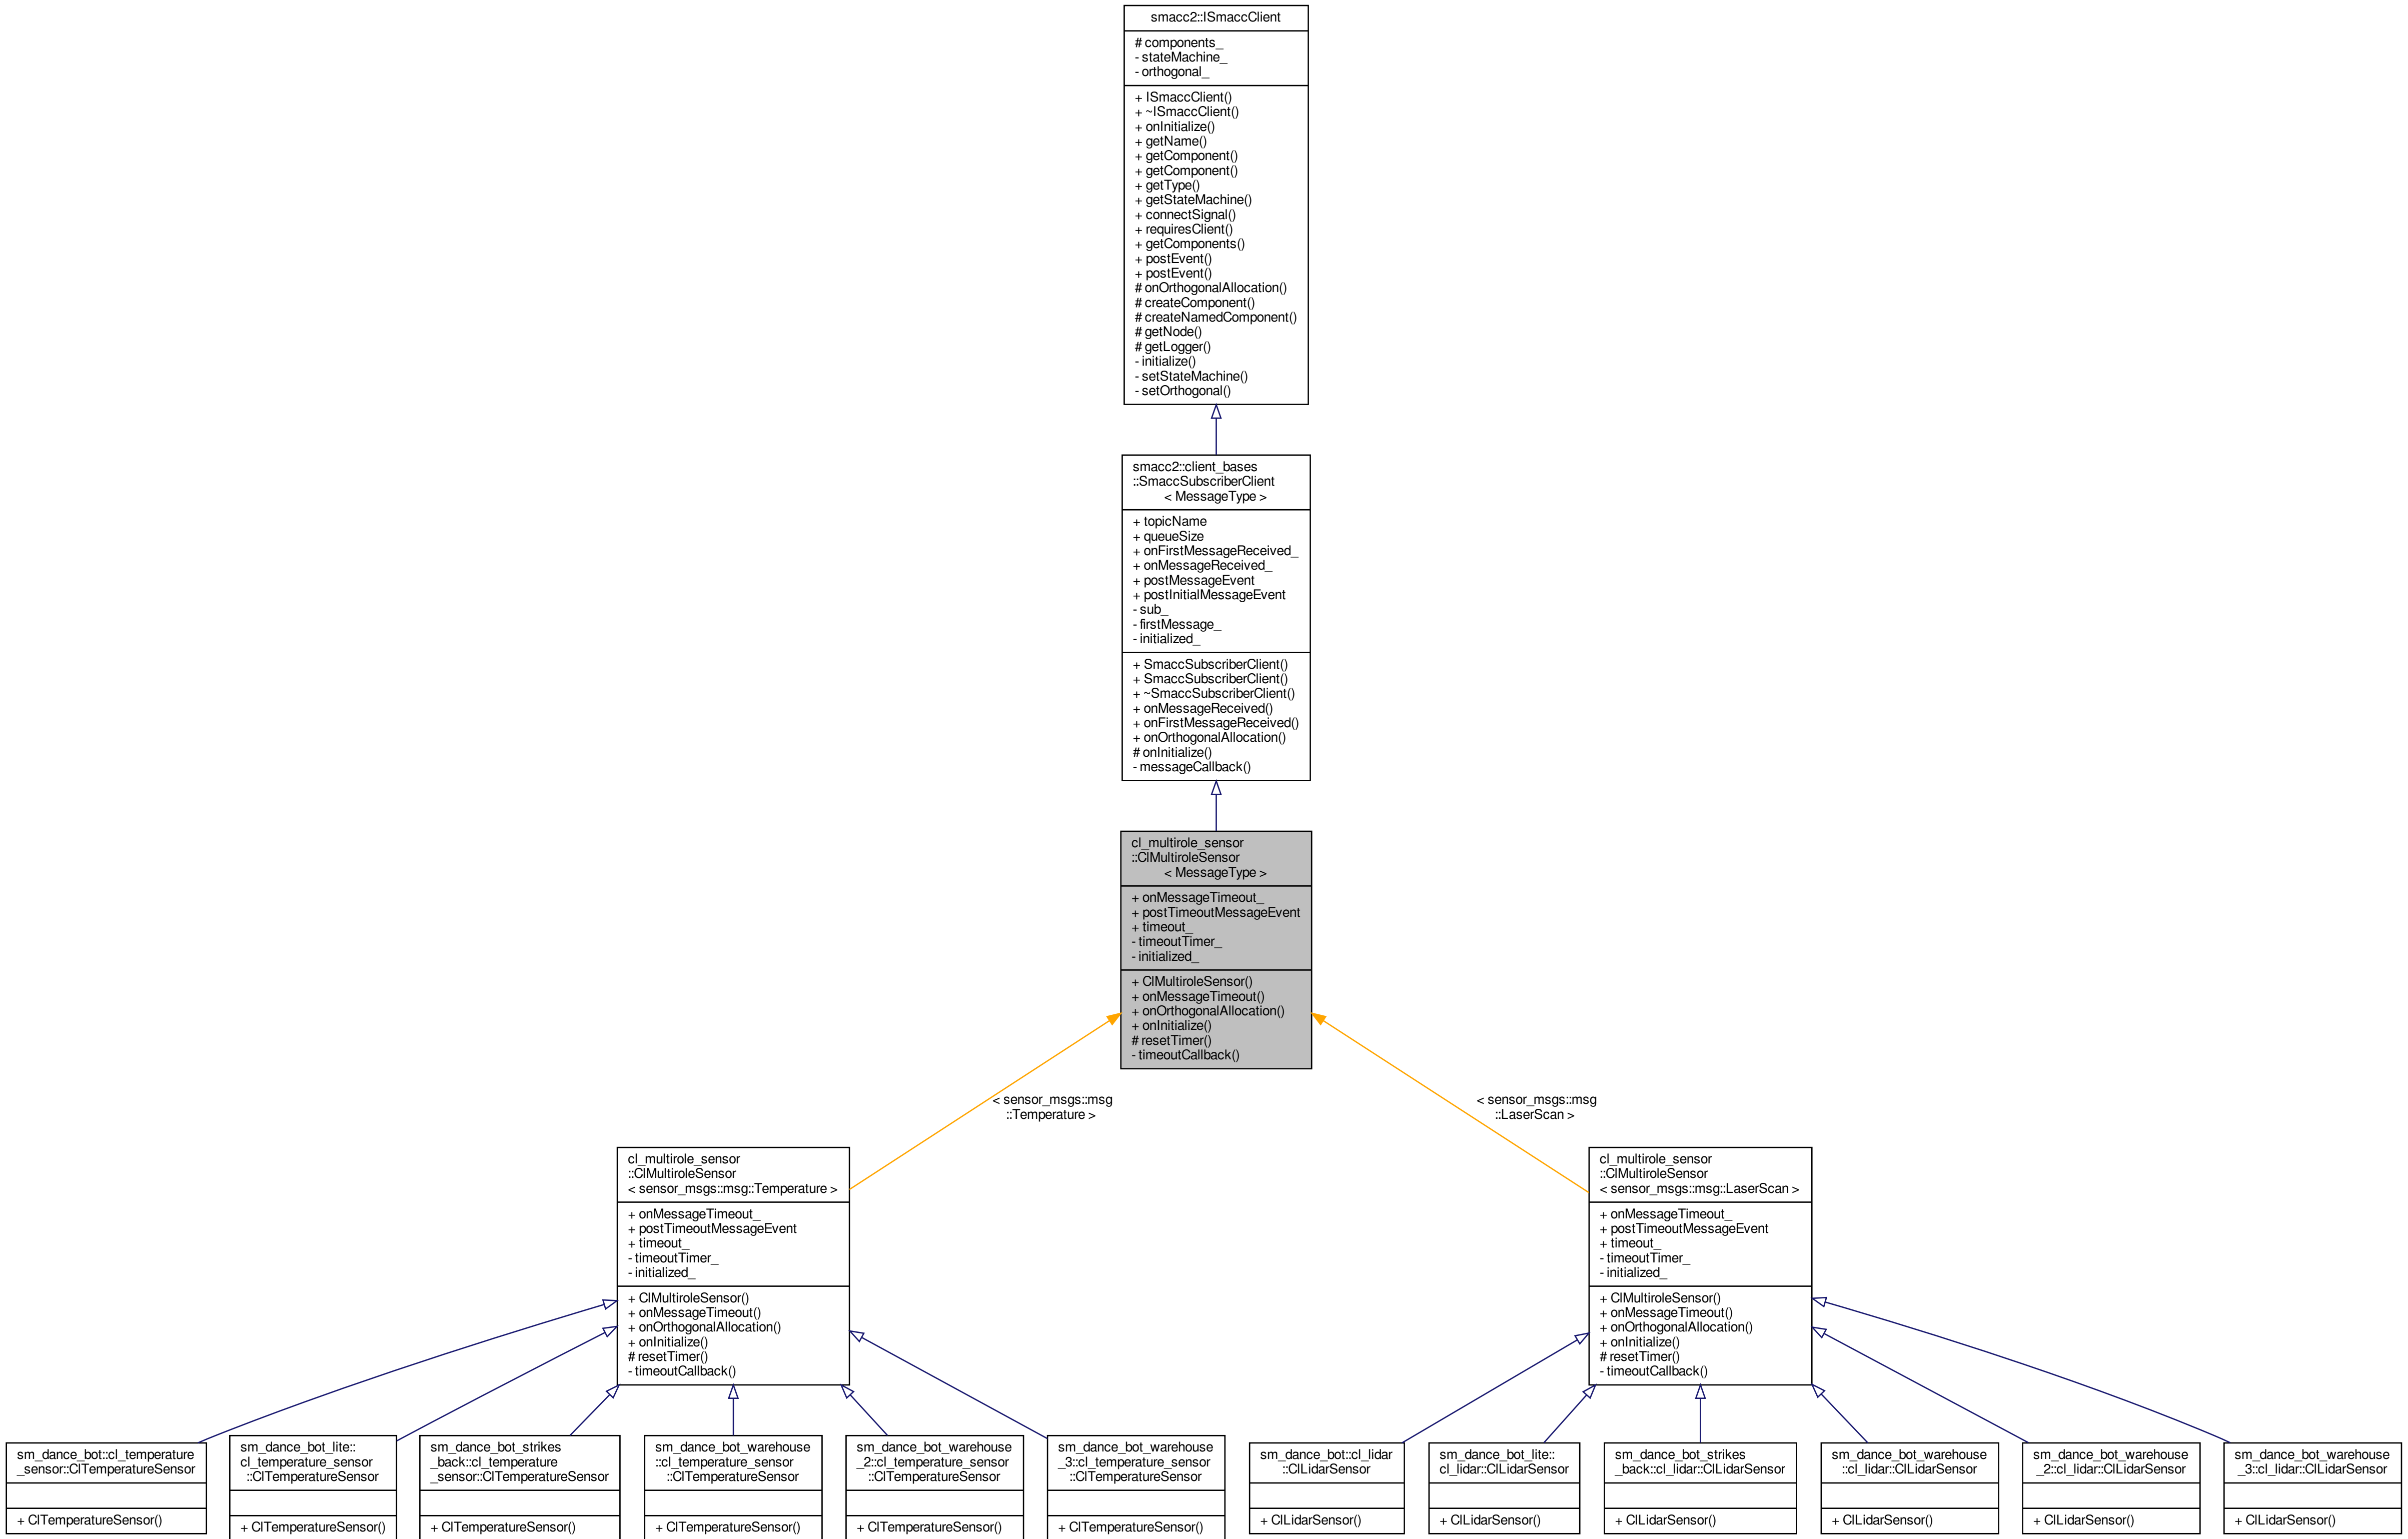 smacc2::ISmaccClient
# components_
- stateMachine_
- orthogonal_
+ ISmaccClient()
+ ~ISmaccClient()
+ onInitialize()
+ getName()
+ getComponent()
+ getComponent()
+ getType()
+ getStateMachine()
+ connectSignal()
+ requiresClient()
+ getComponents()
+ postEvent()
+ postEvent()
# onOrthogonalAllocation()
# createComponent()
# createNamedComponent()
# getNode()
# getLogger()
- initialize()
- setStateMachine()
- setOrthogonal()
smacc2::client_bases
::SmaccSubscriberClient
< MessageType >
+ topicName
+ queueSize
+ onFirstMessageReceived_
+ onMessageReceived_
+ postMessageEvent
+ postInitialMessageEvent
- sub_
- firstMessage_
- initialized_
+ SmaccSubscriberClient()
+ SmaccSubscriberClient()
+ ~SmaccSubscriberClient()
+ onMessageReceived()
+ onFirstMessageReceived()
+ onOrthogonalAllocation()
# onInitialize()
- messageCallback()
cl_multirole_sensor
::ClMultiroleSensor
< MessageType >
+ onMessageTimeout_
+ postTimeoutMessageEvent
+ timeout_
- timeoutTimer_
- initialized_
+ ClMultiroleSensor()
+ onMessageTimeout()
+ onOrthogonalAllocation()
+ onInitialize()
# resetTimer()
- timeoutCallback()
< sensor_msgs::msg
::Temperature >
< sensor_msgs::msg
::LaserScan >
cl_multirole_sensor
::ClMultiroleSensor
< sensor_msgs::msg::Temperature >
+ onMessageTimeout_
+ postTimeoutMessageEvent
+ timeout_
- timeoutTimer_
- initialized_
+ ClMultiroleSensor()
+ onMessageTimeout()
+ onOrthogonalAllocation()
+ onInitialize()
# resetTimer()
- timeoutCallback()
cl_multirole_sensor
::ClMultiroleSensor
< sensor_msgs::msg::LaserScan >
+ onMessageTimeout_
+ postTimeoutMessageEvent
+ timeout_
- timeoutTimer_
- initialized_
+ ClMultiroleSensor()
+ onMessageTimeout()
+ onOrthogonalAllocation()
+ onInitialize()
# resetTimer()
- timeoutCallback()
sm_dance_bot::cl_temperature
_sensor::ClTemperatureSensor
+ ClTemperatureSensor()
sm_dance_bot_lite::
cl_temperature_sensor
::ClTemperatureSensor
+ ClTemperatureSensor()
sm_dance_bot_strikes
_back::cl_temperature
_sensor::ClTemperatureSensor
+ ClTemperatureSensor()
sm_dance_bot_warehouse
::cl_temperature_sensor
::ClTemperatureSensor
+ ClTemperatureSensor()
sm_dance_bot_warehouse
_2::cl_temperature_sensor
::ClTemperatureSensor
+ ClTemperatureSensor()
sm_dance_bot_warehouse
_3::cl_temperature_sensor
::ClTemperatureSensor
+ ClTemperatureSensor()
sm_dance_bot::cl_lidar
::ClLidarSensor
+ ClLidarSensor()
sm_dance_bot_lite::
cl_lidar::ClLidarSensor
+ ClLidarSensor()
sm_dance_bot_strikes
_back::cl_lidar::ClLidarSensor
+ ClLidarSensor()
sm_dance_bot_warehouse
::cl_lidar::ClLidarSensor
+ ClLidarSensor()
sm_dance_bot_warehouse
_2::cl_lidar::ClLidarSensor
+ ClLidarSensor()
sm_dance_bot_warehouse
_3::cl_lidar::ClLidarSensor
+ ClLidarSensor()